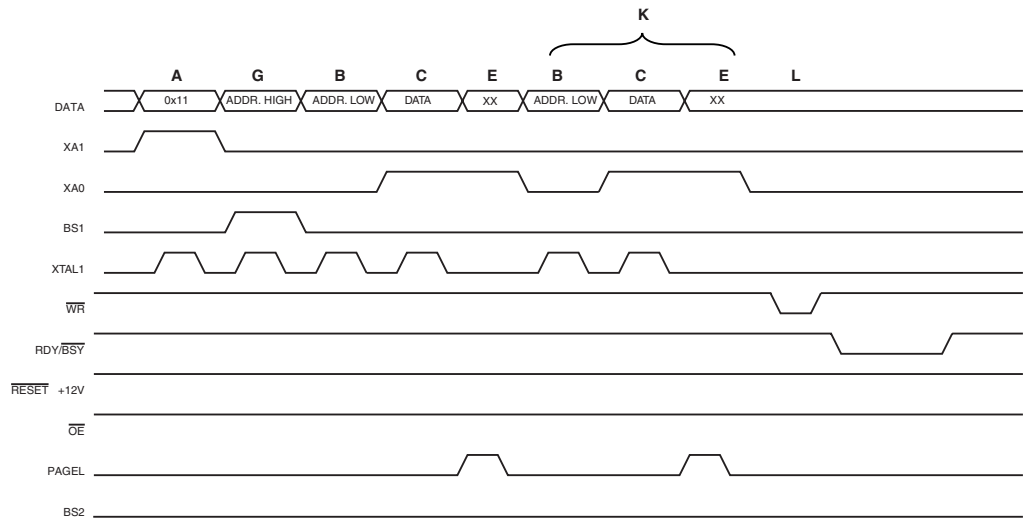 K
A G B C E B C E L
DATA 0x11 ADDR. HIGH ADDR. LOW DATA XX ADDR. LOW DATA XX
XA1
XA0
BS1
XTAL1
WR
RDY/BSY
RESET +12V
OE
PAGEL
BS2